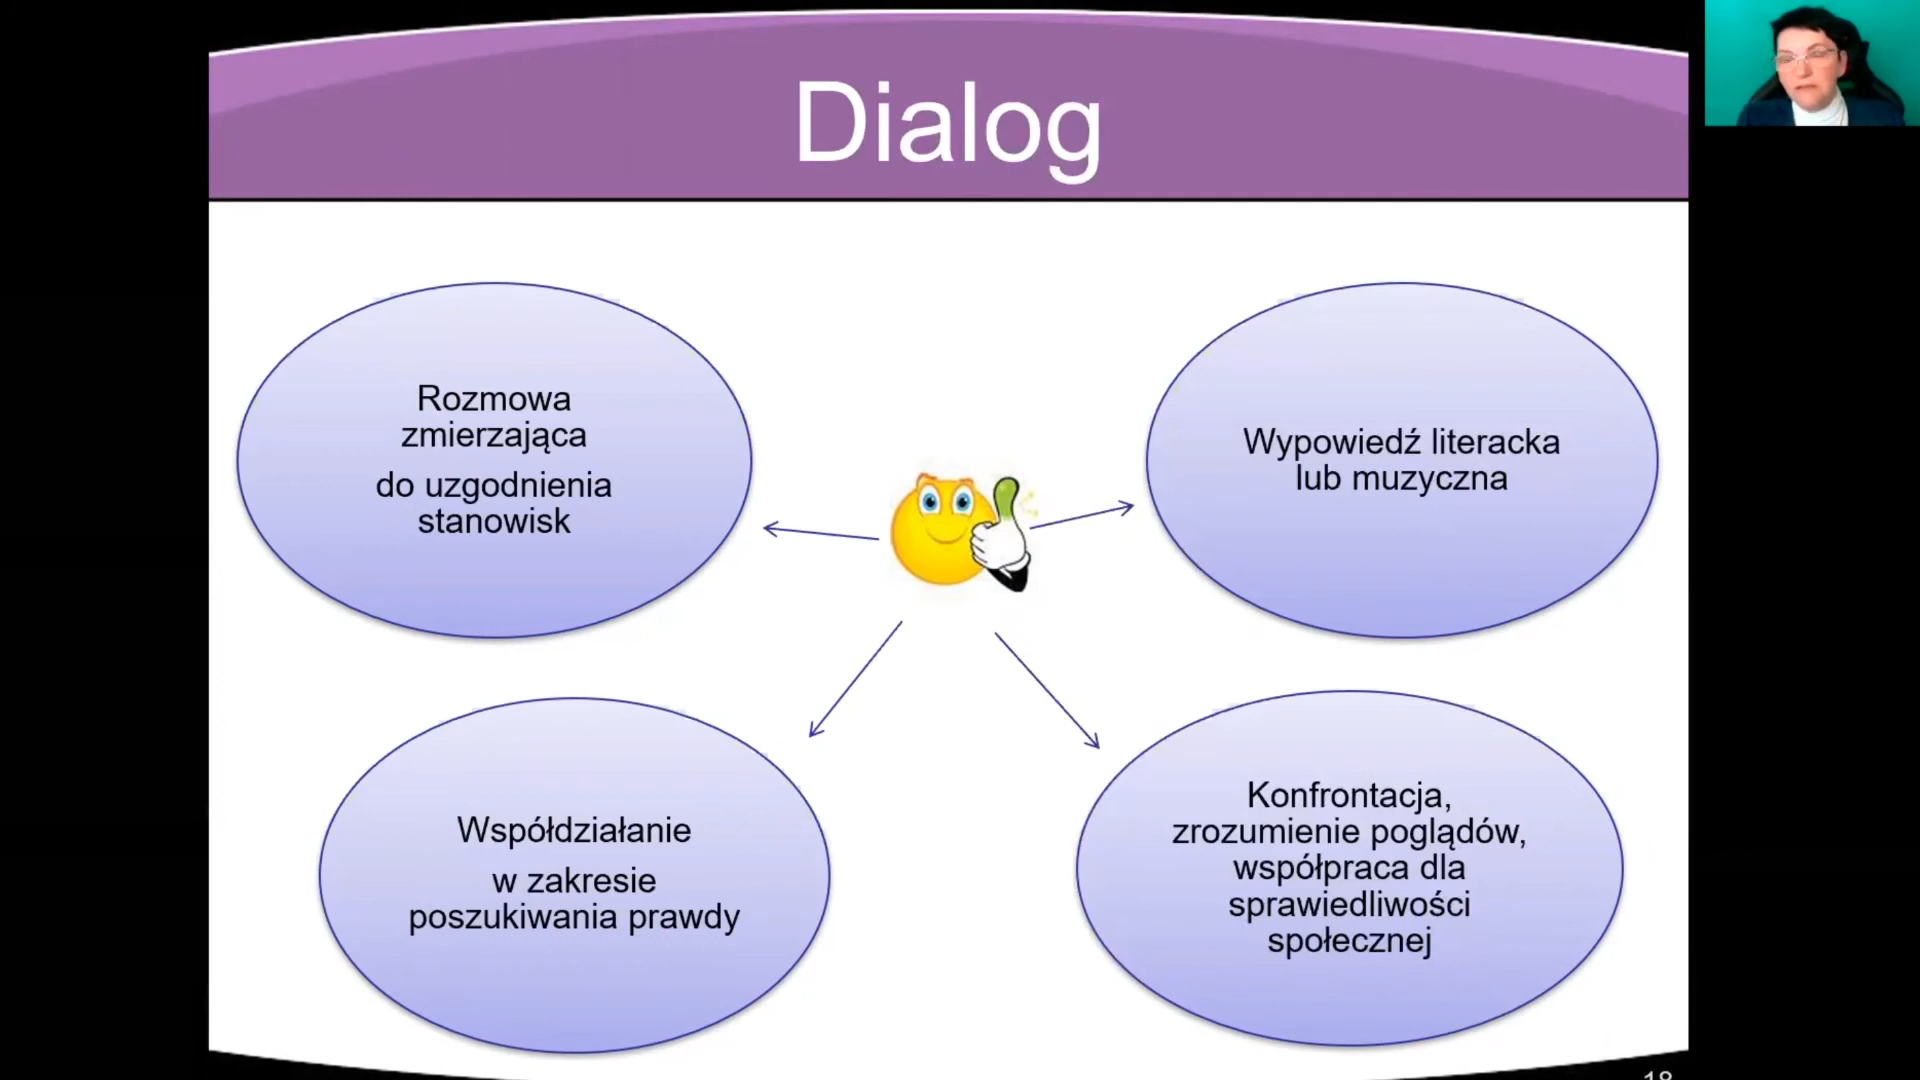 Dialog
Rozmowa
zmierzająca
do uzgodnienia
stanowisk
Wypowiedź literacka
lub muzyczna
Współdziałanie
w zakresie
poszukiwania prawdy
Konfrontacja,
zrozumienie poglądów,
współpraca dla
sprawiedliwości
społecznej